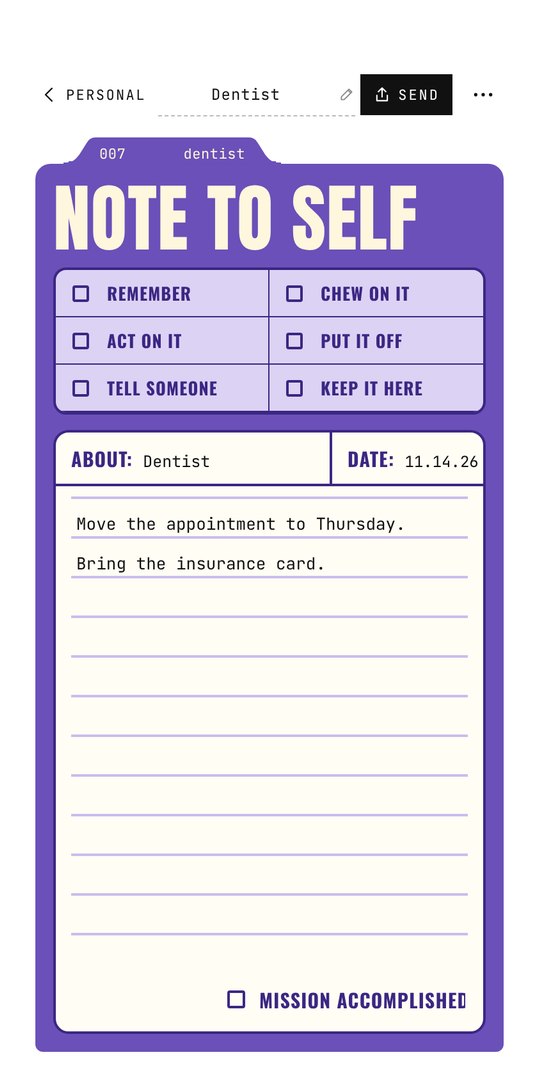 PERSONAL Dentist SEND
007 dentist
NOTE TO SELF
REMEMBER CHEW ON IT
ACT ON IT PUT IT OFF
TELL SOMEONE KEEP IT HERE
ABOUT: Dentist DATE: 11.14.26
Move the appointment to Thursday.
Bring the insurance card.
MISSION ACCOMPLISHED